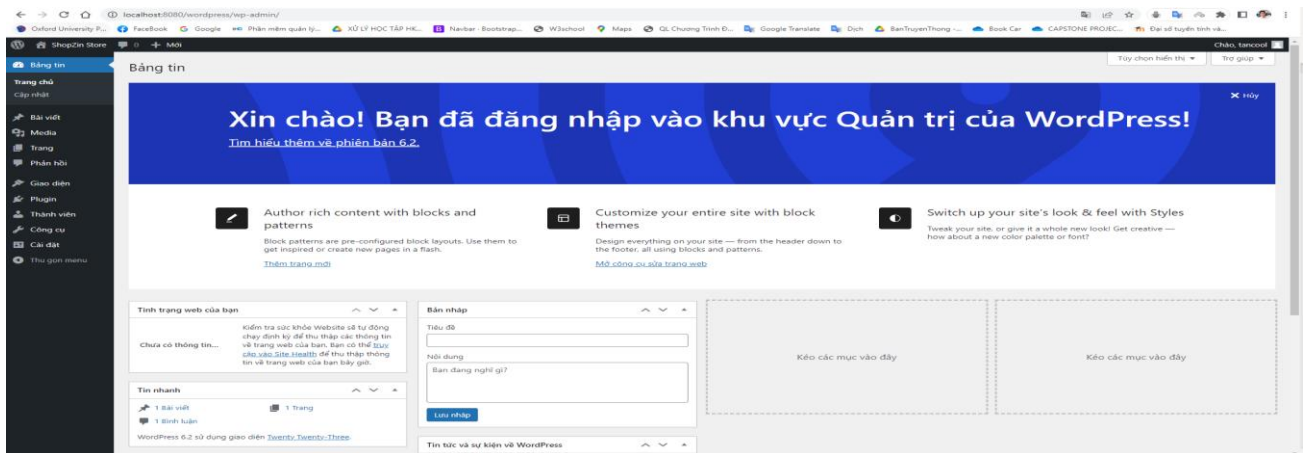 localhost:8080/wordpress/wp-admin/
Oxford University P... FaceBook Google Phần mềm quản lý... XỬ LÝ HỌC TẬP HK... Navbar · Bootstrap... W3school Maps QL Chương Trình Đ... Google Translate Dịch BanTruyenThong -... Book Car CAPSTONE PROJEC... Đại số tuyến tính và...
ShopZin Store 0 Mới Chào, tancool
Bảng tin
Trang chủ
Cập nhật
Bài viết
Media
Trang
Phản hồi
Giao diện
Plugin
Thành viên
Công cụ
Cài đặt
Thu gọn menu
Bảng tin
Tùy chọn hiển thị Trợ giúp
Hủy
Xin chào! Bạn đã đăng nhập vào khu vực Quản trị của WordPress!
Tìm hiểu thêm về phiên bản 6.2.
Author rich content with blocks and
patterns
Block patterns are pre-configured block layouts. Use them to
get inspired or create new pages in a flash.
Thêm trang mới
Customize your entire site with block
themes
Design everything on your site — from the header down to
the footer, all using blocks and patterns.
Mở công cụ sửa trang web
Switch up your site's look & feel with Styles
Tweak your site, or give it a whole new look! Get creative —
how about a new color palette or font?
Tình trạng web của bạn
Chưa có thông tin...
Kiểm tra sức khỏe Website sẽ tự động
chạy định kỳ để thu thập các thông tin
về trang web của bạn. Bạn có thể truy
cập vào Site Health để thu thập thông
tin về trang web của bạn bây giờ.
Tin nhanh
1 Bài viết 1 Trang
1 Bình luận
WordPress 6.2 sử dụng giao diện Twenty Twenty-Three.
Bản nháp
Tiêu đề
Nội dung
Bạn đang nghĩ gì?
Lưu nháp
Tin tức và sự kiện về WordPress
Kéo các mục vào đây
Kéo các mục vào đây